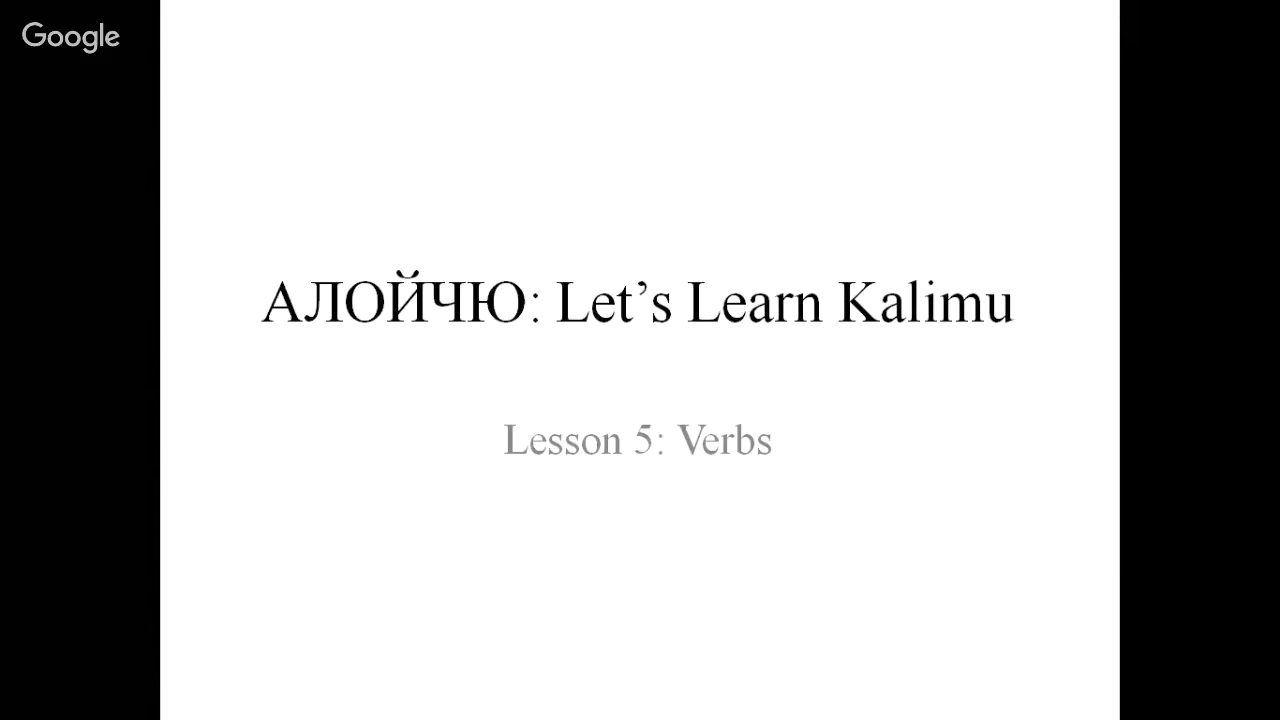 Google
АЛОЙЧЮ: Let’s Learn Kalimu
Lesson 5: Verbs